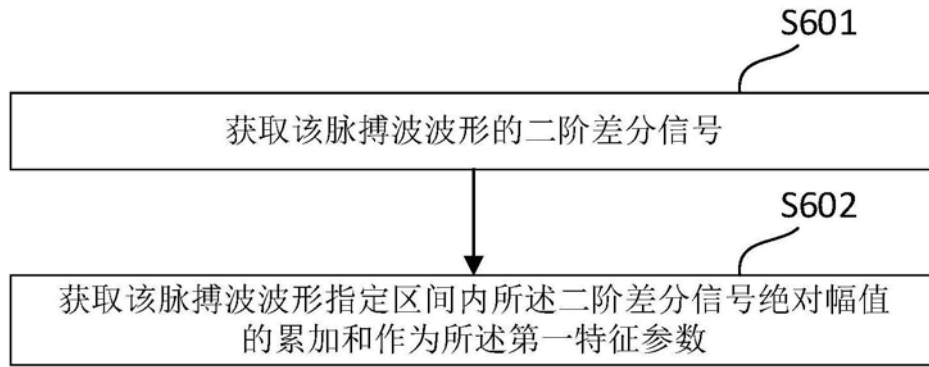 S601
获取该脉搏波波形的二阶差分信号
S602
获取该脉搏波波形指定区间内所述二阶差分信号绝对幅值
的累加和作为所述第一特征参数